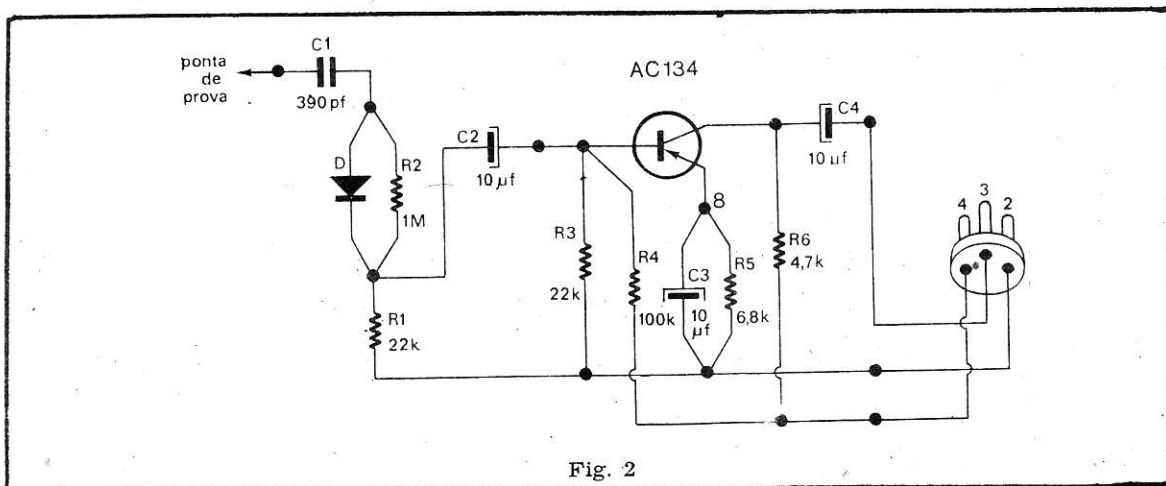 ponta
de
prova
C1
390 pf
D
R2
1M
R1
22k
C2
10 µf
R3
22k
R4
100k
AC134
8
C3
10
µf
R5
6,8k
R6
4,7k
C4
10 µf
4
3
2
Fig. 2